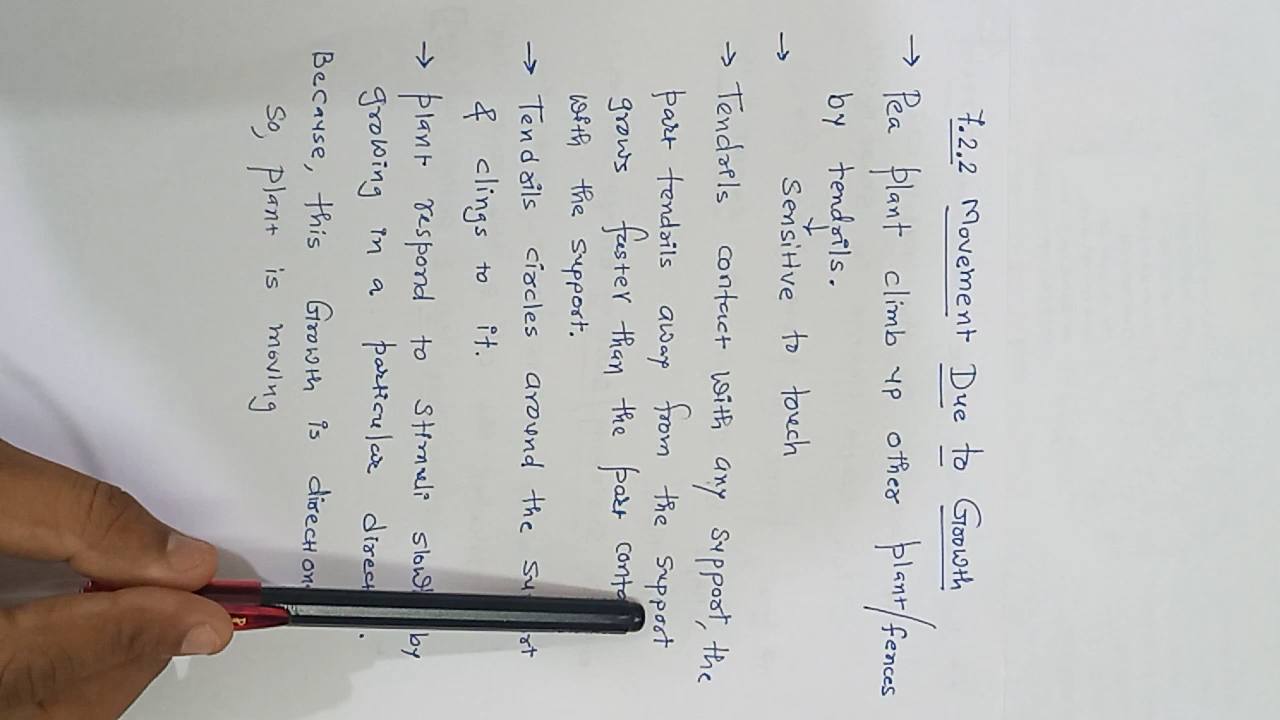 7.2.2 Movement Due to Growth
→ Pea plant climb up other plant/fences
by tendrils.
→ Sensitive to touch
→ Tendrils contact with any support, the
part tendrils away from the support
grows faster than the part
with the support.
→ Tendrils circles around the
& clings to it.
→ plant respond to stimuli by
growing in a particular
Because, this Growth is
So, plant is moving